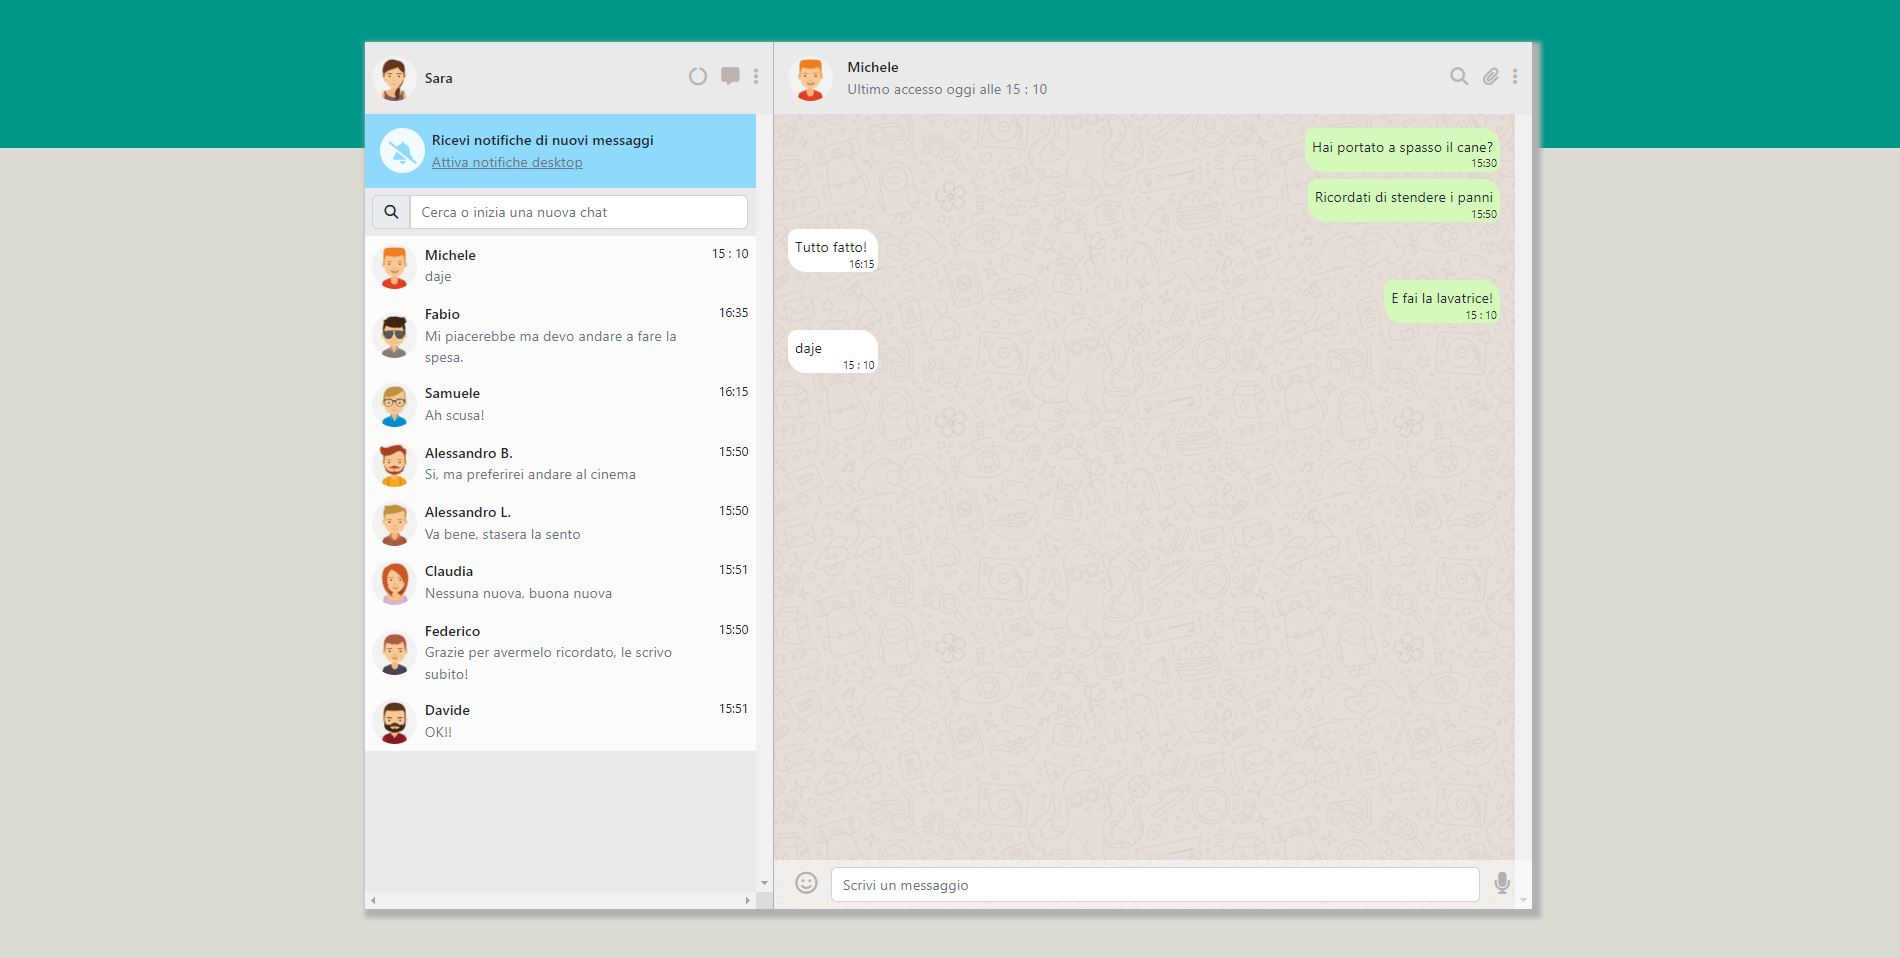 Sara
Ricevi notifiche di nuovi messaggi
Attiva notifiche desktop
Cerca o inizia una nuova chat
Michele
15 : 10
daje
Fabio
16:35
Mi piacerebbe ma devo andare a fare la
spesa.
Samuele
16:15
Ah scusa!
Alessandro B.
15:50
Si, ma preferirei andare al cinema
Alessandro L.
15:50
Va bene, stasera la sento
Claudia
15:51
Nessuna nuova, buona nuova
Federico
15:50
Grazie per avermelo ricordato, le scrivo
subito!
Davide
15:51
OK!!
Michele
Ultimo accesso oggi alle 15 : 10
Hai portato a spasso il cane?
15:30
Ricordati di stendere i panni
15:50
Tutto fatto!
16:15
E fai la lavatrice!
15 : 10
daje
15 : 10
Scrivi un messaggio